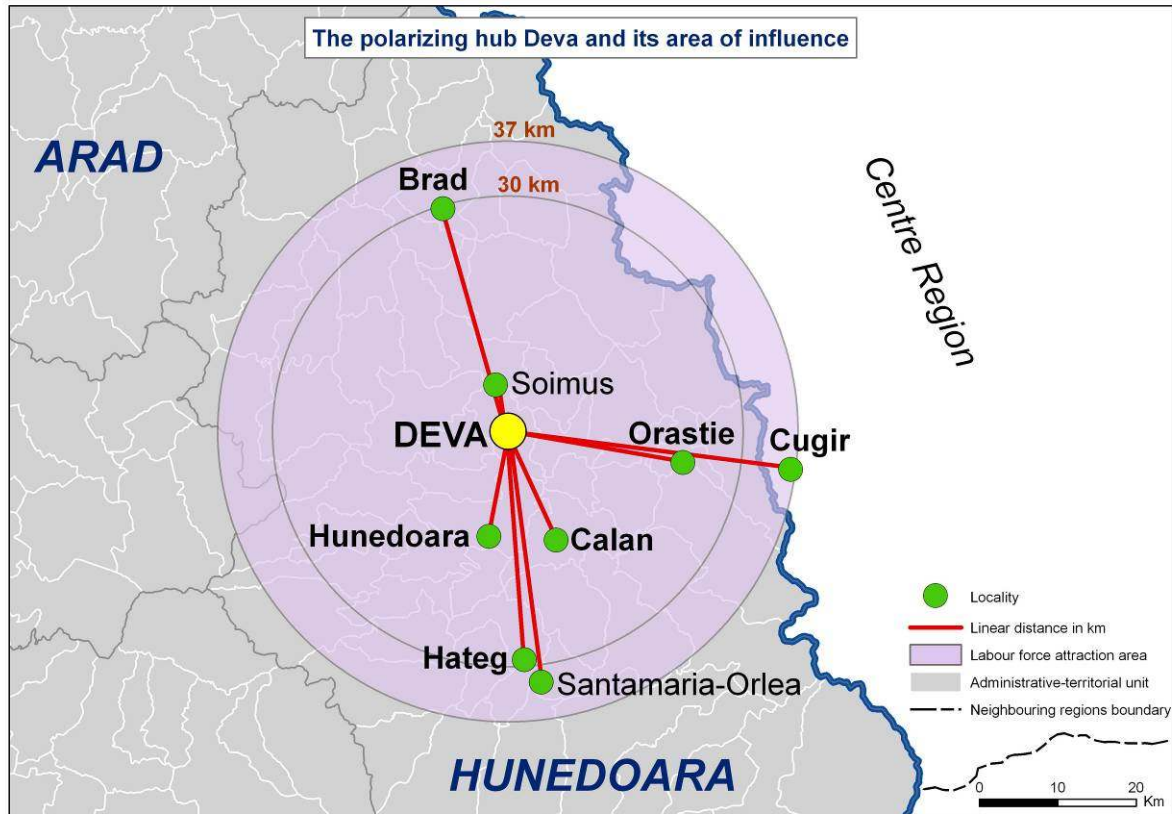 The polarizing hub Deva and its area of influence
ARAD
37 km
Brad
30 km
Centre Region
Soimus
DEVA
Orastie
Cugir
Hunedoara
Calan
Hateg
Santamaria-Orlea
HUNEDOARA
Locality
Linear distance in km
Labour force attraction area
Administrative-territorial unit
Neighbouring regions boundary
0 10 20
Km